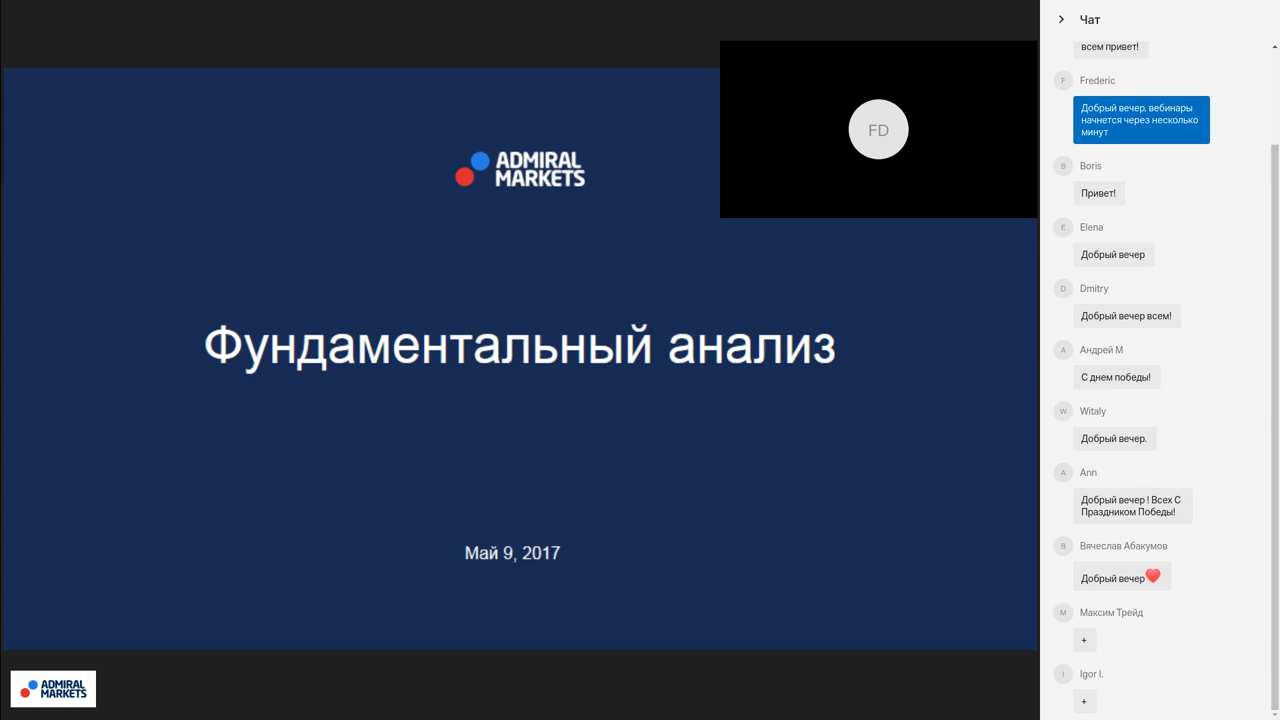 ADMIRAL
MARKETS
FD
Фундаментальный анализ
Май 9, 2017
ADMIRAL
MARKETS
Чат
всем привет!
F
Frederic
Добрый вечер, вебинары
начнется через несколько
минут
B
Boris
Привет!
E
Elena
Добрый вечер
D
Dmitry
Добрый вечер всем!
А
Андрей М
С днем победы!
W
Witaly
Добрый вечер.
A
Ann
Добрый вечер ! Всех С
Праздником Победы!
В
Вячеслав Абакумов
Добрый вечер❤
М
Максим Трейд
+
I
Igor I.
+